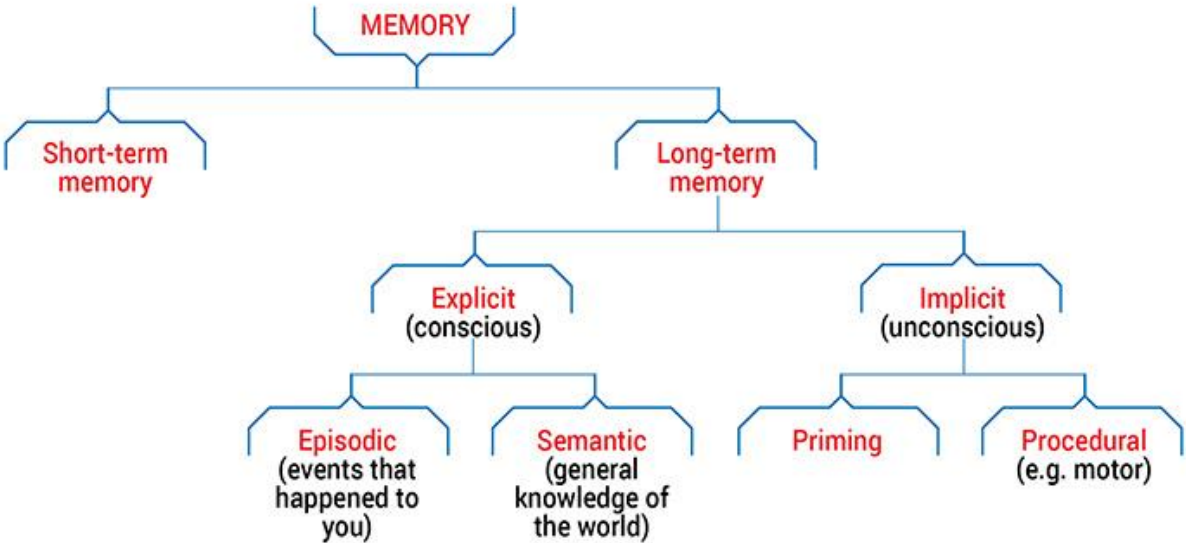 MEMORY
Short-term
memory
Long-term
memory
Explicit
(conscious)
Implicit
(unconscious)
Episodic
(events that
happened to
you)
Semantic
(general
knowledge of
the world)
Priming
Procedural
(e.g. motor)